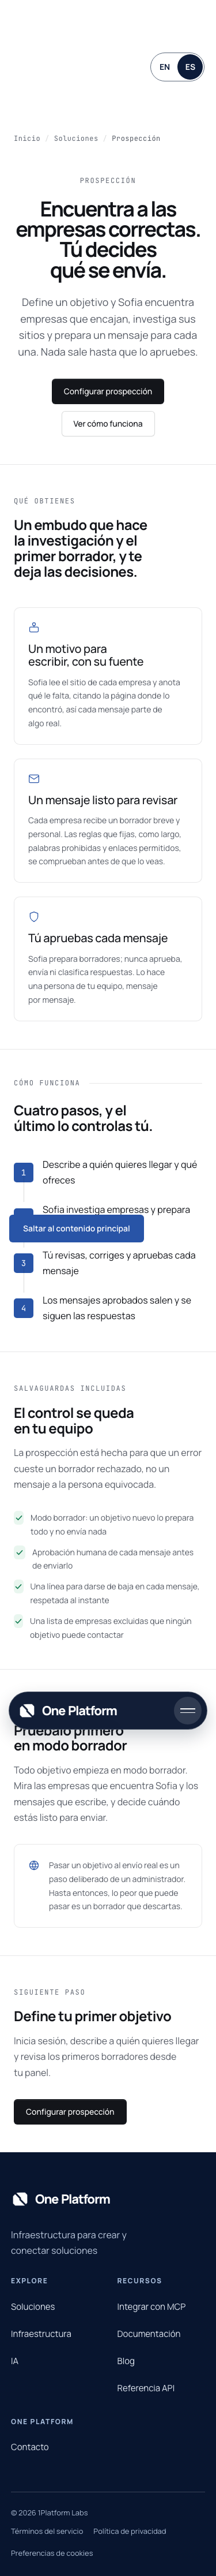 EN ES
Inicio / Soluciones / Prospección
PROSPECCIÓN
Encuentra a las
empresas correctas.
Tú decides
qué se envía.
Define un objetivo y Sofia encuentra
empresas que encajan, investiga sus
sitios y prepara un mensaje para cada
una. Nada sale hasta que lo apruebes.
Configurar prospección
Ver cómo funciona
QUÉ OBTIENES
Un embudo que hace
la investigación y el
primer borrador, y te
deja las decisiones.
Un motivo para
escribir, con su fuente
Sofia lee el sitio de cada empresa y anota
qué le falta, citando la página donde lo
encontró, así cada mensaje parte de
algo real.
Un mensaje listo para revisar
Cada empresa recibe un borrador breve y
personal. Las reglas que fijas, como largo,
palabras prohibidas y enlaces permitidos,
se comprueban antes de que lo veas.
Tú apruebas cada mensaje
Sofia prepara borradores; nunca aprueba,
envía ni clasifica respuestas. Lo hace
una persona de tu equipo, mensaje
por mensaje.
CÓMO FUNCIONA
Cuatro pasos, y el
último lo controlas tú.
1 Describe a quién quieres llegar y qué
ofreces
Sofia investiga empresas y prepara
Saltar al contenido principal
3 Tú revisas, corriges y apruebas cada
mensaje
4 Los mensajes aprobados salen y se
siguen las respuestas
SALVAGUARDAS INCLUIDAS
El control se queda
en tu equipo
La prospección está hecha para que un error
cueste un borrador rechazado, no un
mensaje a la persona equivocada.
Modo borrador: un objetivo nuevo lo prepara
todo y no envía nada
Aprobación humana de cada mensaje antes
de enviarlo
Una línea para darse de baja en cada mensaje,
respetada al instante
Una lista de empresas excluidas que ningún
objetivo puede contactar
One Platform
Pruébalo primero
en modo borrador
Todo objetivo empieza en modo borrador.
Mira las empresas que encuentra Sofia y los
mensajes que escribe, y decide cuándo
estás listo para enviar.
Pasar un objetivo al envío real es un
paso deliberado de un administrador.
Hasta entonces, lo peor que puede
pasar es un borrador que descartas.
SIGUIENTE PASO
Define tu primer objetivo
Inicia sesión, describe a quién quieres llegar
y revisa los primeros borradores desde
tu panel.
Configurar prospección
One Platform
Infraestructura para crear y
conectar soluciones
EXPLORE
Soluciones
Infraestructura
IA
RECURSOS
Integrar con MCP
Documentación
Blog
Referencia API
ONE PLATFORM
Contacto
© 2026 1Platform Labs
Términos del servicio Política de privacidad
Preferencias de cookies